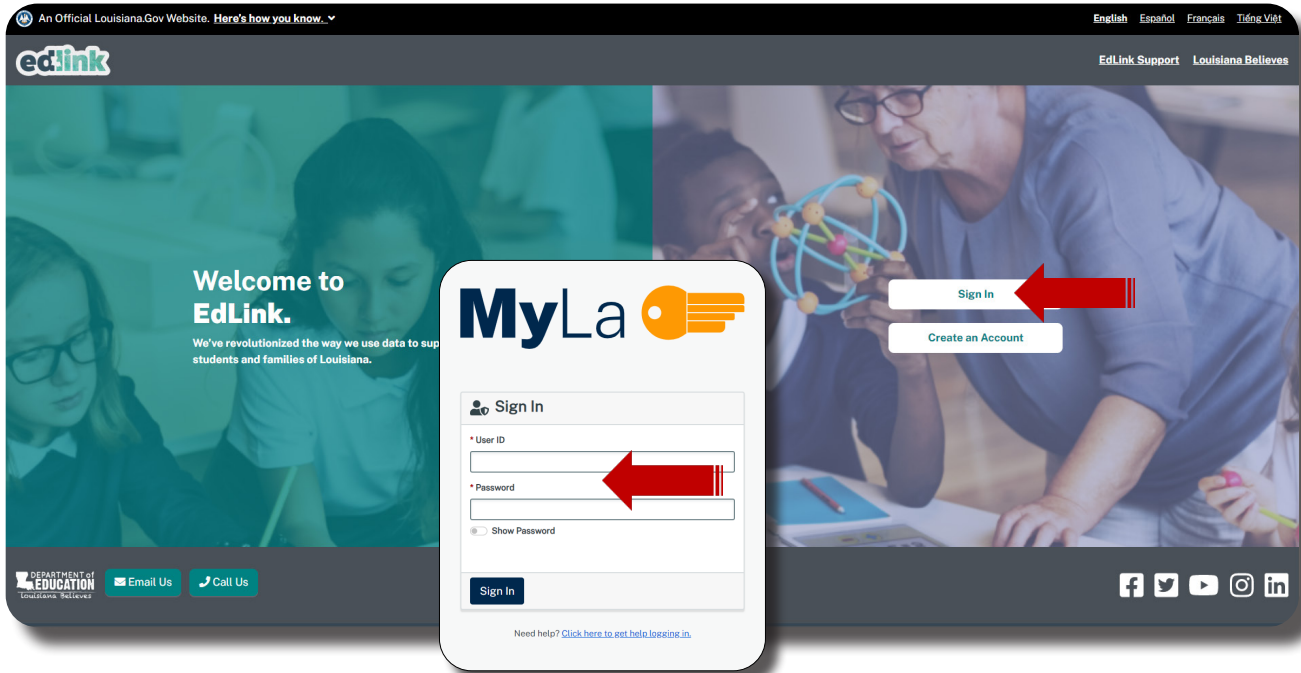 An Official Louisiana.Gov Website. Here's how you know.
English Español Français Tiếng Việt
edlink
EdLink Support Louisiana Believes
Welcome to
EdLink.
We've revolutionized the way we use data to sup
students and families of Louisiana.
Sign In
Create an Account
MyLa
Sign In
* User ID
* Password
Show Password
Sign In
Need help? Click here to get help logging in.
DEPARTMENT of
EDUCATION
Louisiana Believes
Email Us
Call Us